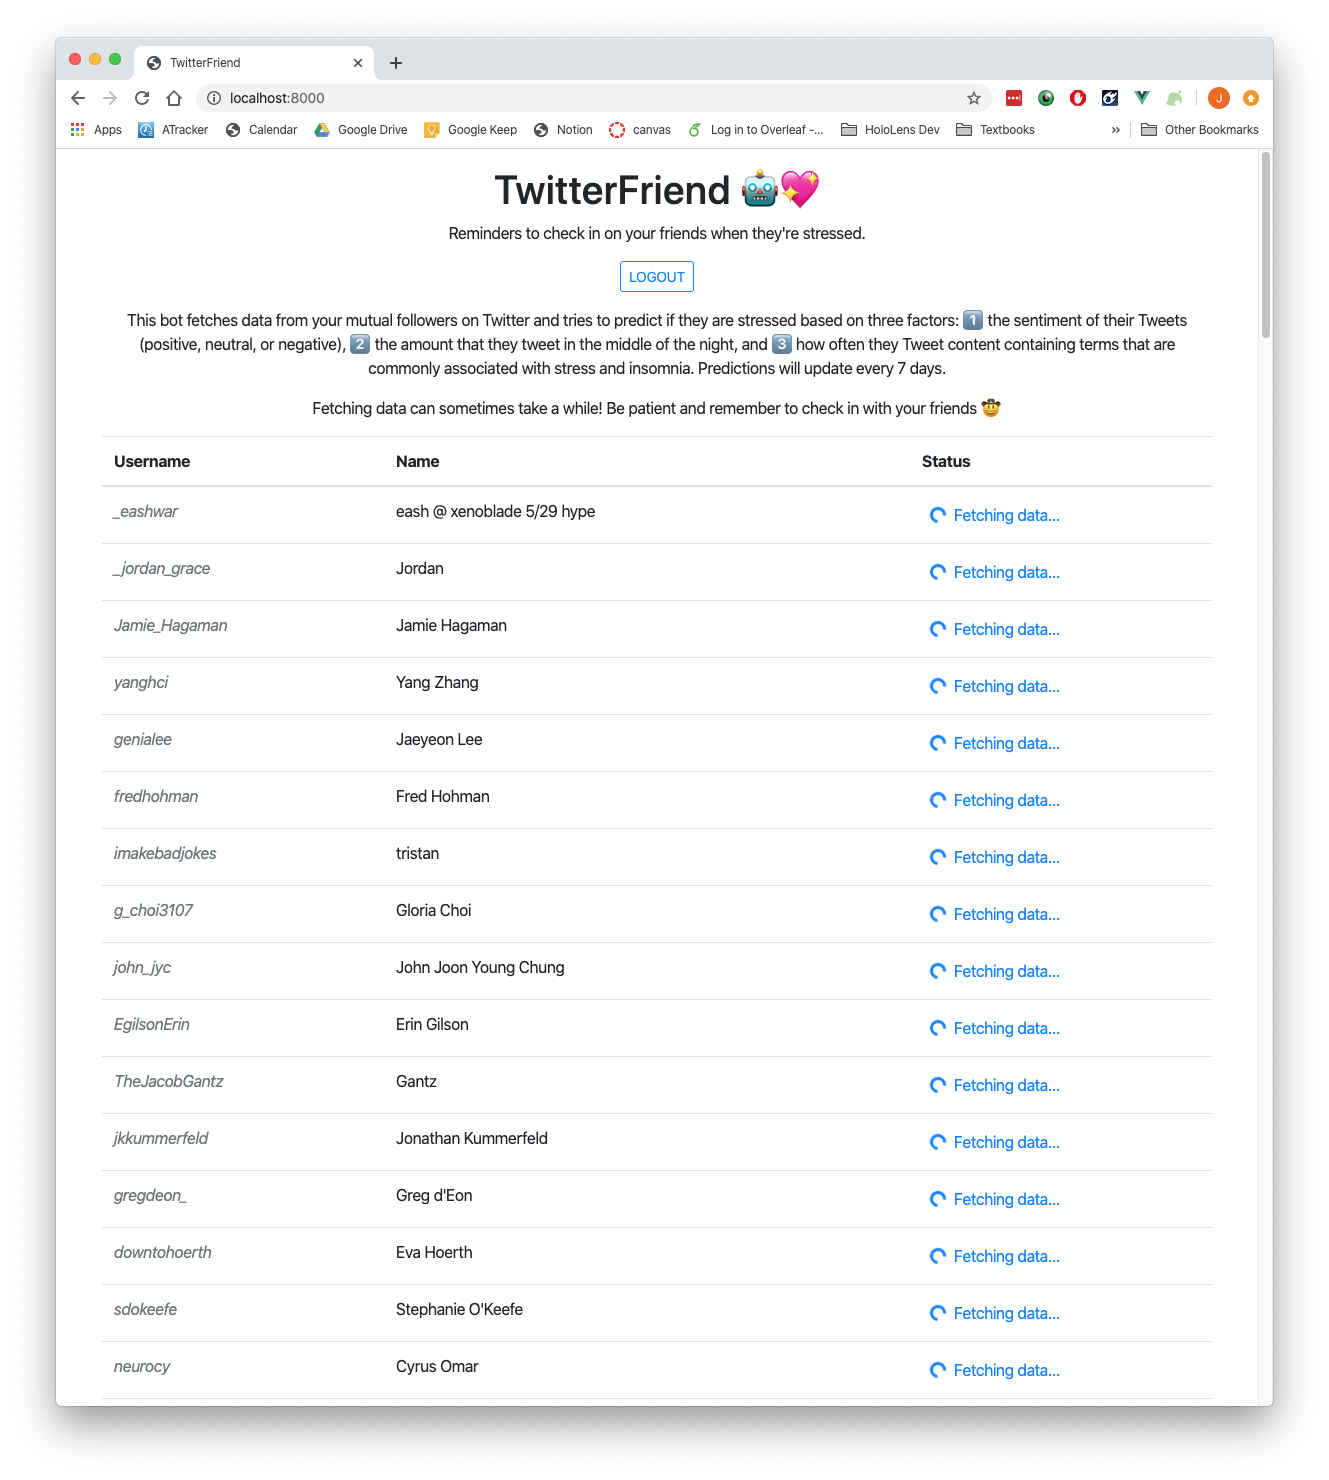 TwitterFriend
localhost:8000
Apps ATracker Calendar Google Drive Google Keep Notion canvas Log in to Overleaf -... HoloLens Dev Textbooks » Other Bookmarks
TwitterFriend 🤖💖
Reminders to check in on your friends when they're stressed.
LOGOUT
This bot fetches data from your mutual followers on Twitter and tries to predict if they are stressed based on three factors: 1️⃣ the sentiment of their Tweets
(positive, neutral, or negative), 2️⃣ the amount that they tweet in the middle of the night, and 3️⃣ how often they Tweet content containing terms that are
commonly associated with stress and insomnia. Predictions will update every 7 days.
Fetching data can sometimes take a while! Be patient and remember to check in with your friends 🤠
Username Name Status
_eashwar eash @ xenoblade 5/29 hype Fetching data...
_jordan_grace Jordan Fetching data...
Jamie_Hagaman Jamie Hagaman Fetching data...
yanghci Yang Zhang Fetching data...
genialee Jaeyeon Lee Fetching data...
fredhohman Fred Hohman Fetching data...
imakebadjokes tristan Fetching data...
g_choi3107 Gloria Choi Fetching data...
john_jyc John Joon Young Chung Fetching data...
EgilsonErin Erin Gilson Fetching data...
TheJacobGantz Gantz Fetching data...
jkkummerfeld Jonathan Kummerfeld Fetching data...
gregdeon_ Greg d'Eon Fetching data...
downtohoerth Eva Hoerth Fetching data...
sdokeefe Stephanie O'Keefe Fetching data...
neurocy Cyrus Omar Fetching data...